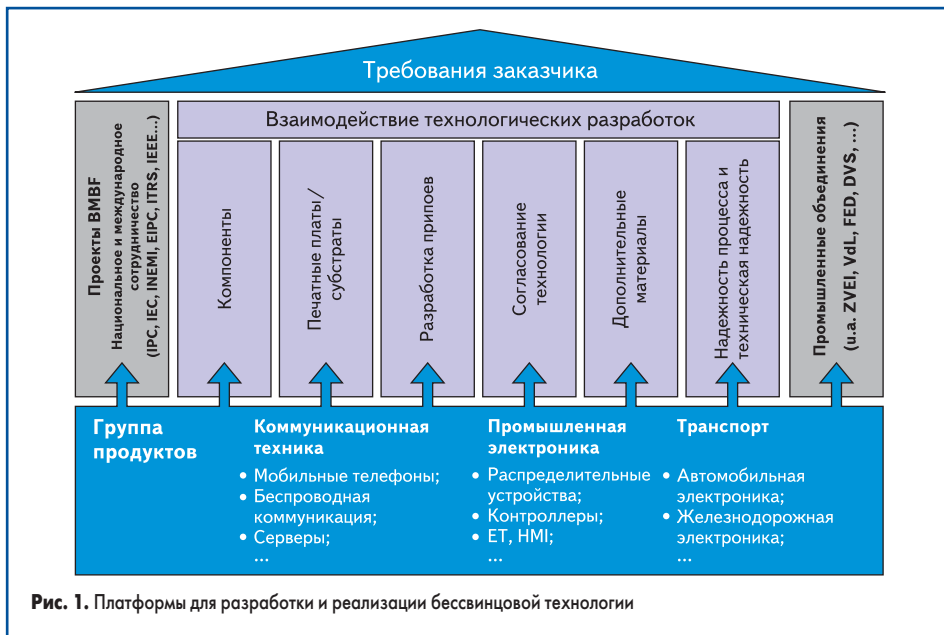 Требования заказчика
Взаимодействие технологических разработок
Проекты BMBF
Национальное и международное
сотрудничество
(IPC, IEC, INEMI, EIPC, ITRS, IEEE...)
Компоненты
Печатные платы /
субстраты
Разработка припоев
Согласование
технологии
Дополнительные
материалы
Надежность процесса и
техническая надежность
Промышленные объединения
(u.a. ZVEI, VdL, FED, DVS, ...)
Группа
продуктов
Коммуникационная
техника
• Мобильные телефоны;
• Беспроводная
коммуникация;
• Серверы;
...
Промышленная
электроника
• Распределительные
устройства;
• Контроллеры;
• ET, HMI;
...
Транспорт
• Автомобильная
электроника;
• Железнодорожная
электроника;
...
Рис. 1. Платформы для разработки и реализации бессвинцовой технологии